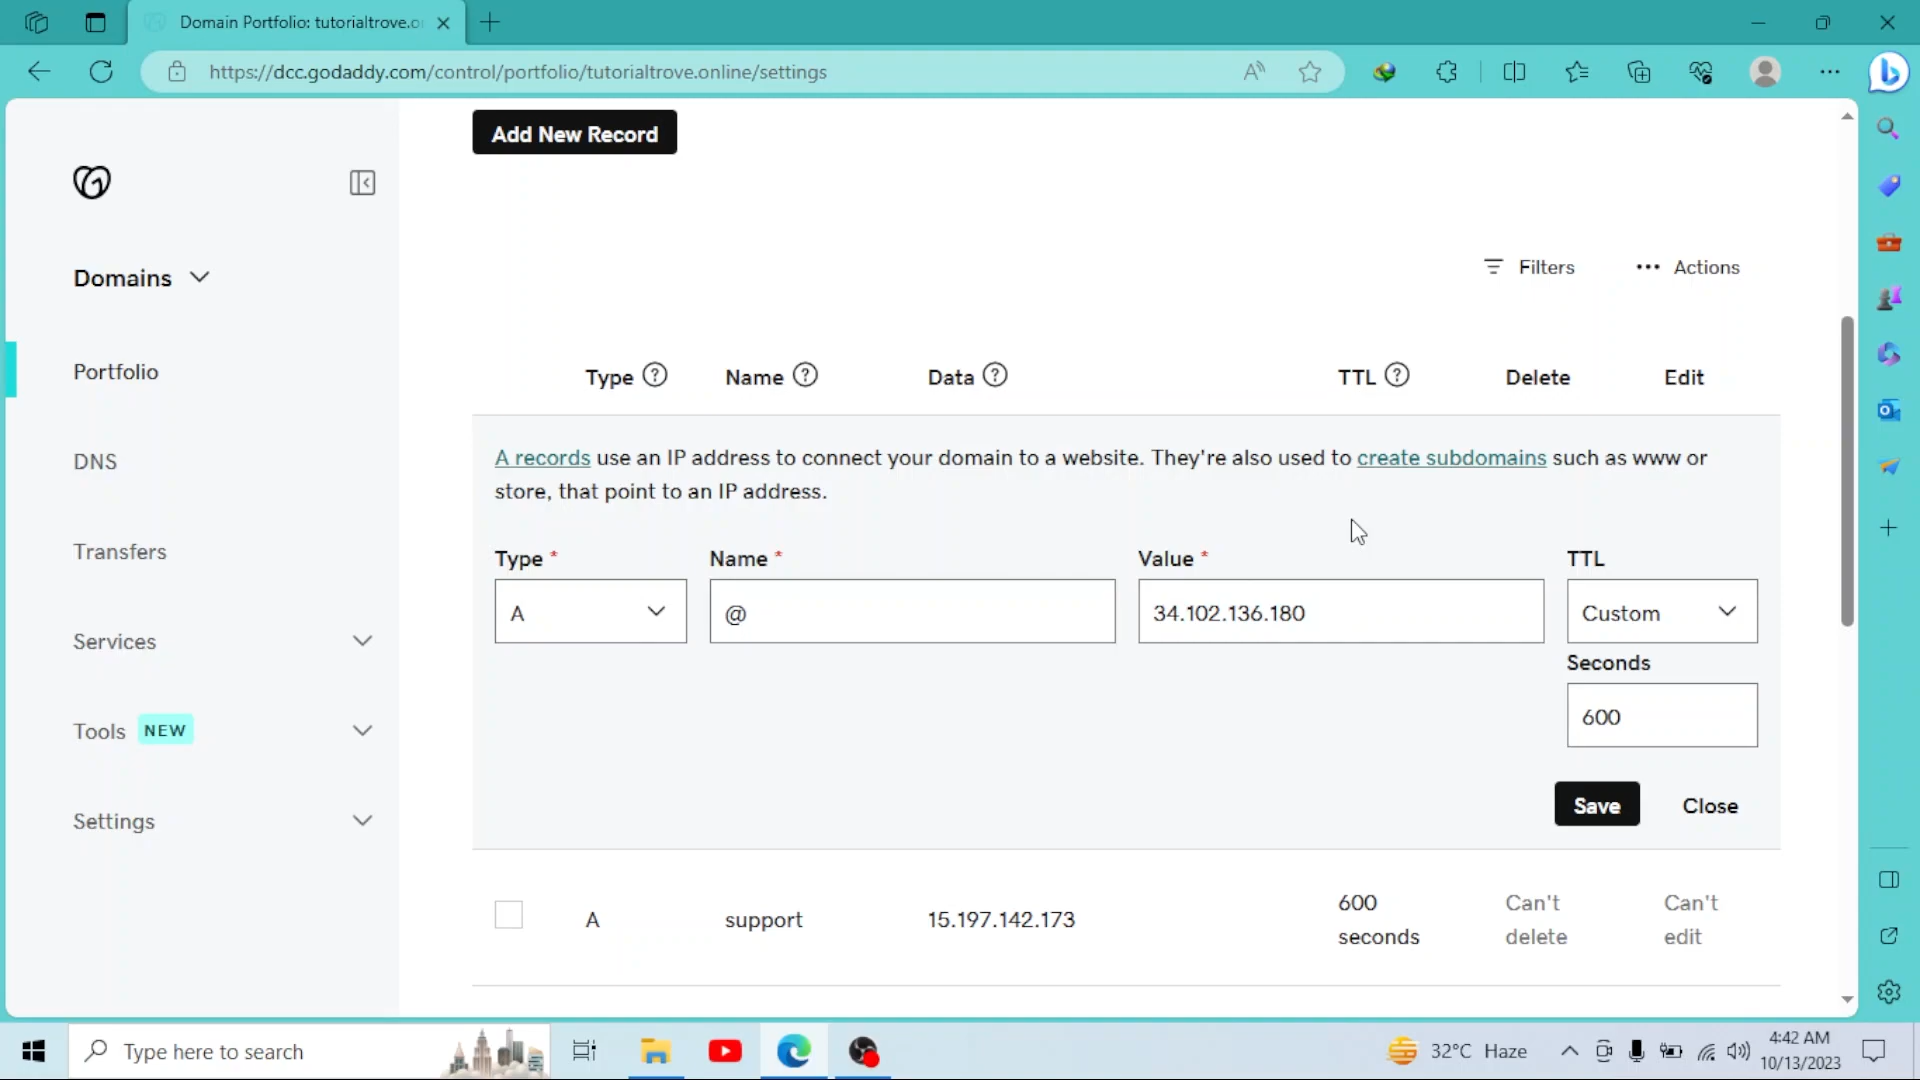 Domain Portfolio: tutorialtrove.o
https://dcc.godaddy.com/control/portfolio/tutorialtrove.online/settings
Add New Record
Domains
Portfolio
DNS
Transfers
Services
Tools NEW
Settings
Filters
Actions
Type Name Data TTL Delete Edit
A records use an IP address to connect your domain to a website. They're also used to create subdomains such as www or
store, that point to an IP address.
Type * Name * Value * TTL
A @ 34.102.136.180 Custom
Seconds
600
Save Close
A support 15.197.142.173 600 seconds Can't delete Can't edit
Type here to search
32°C Haze
4:42 AM
10/13/2023